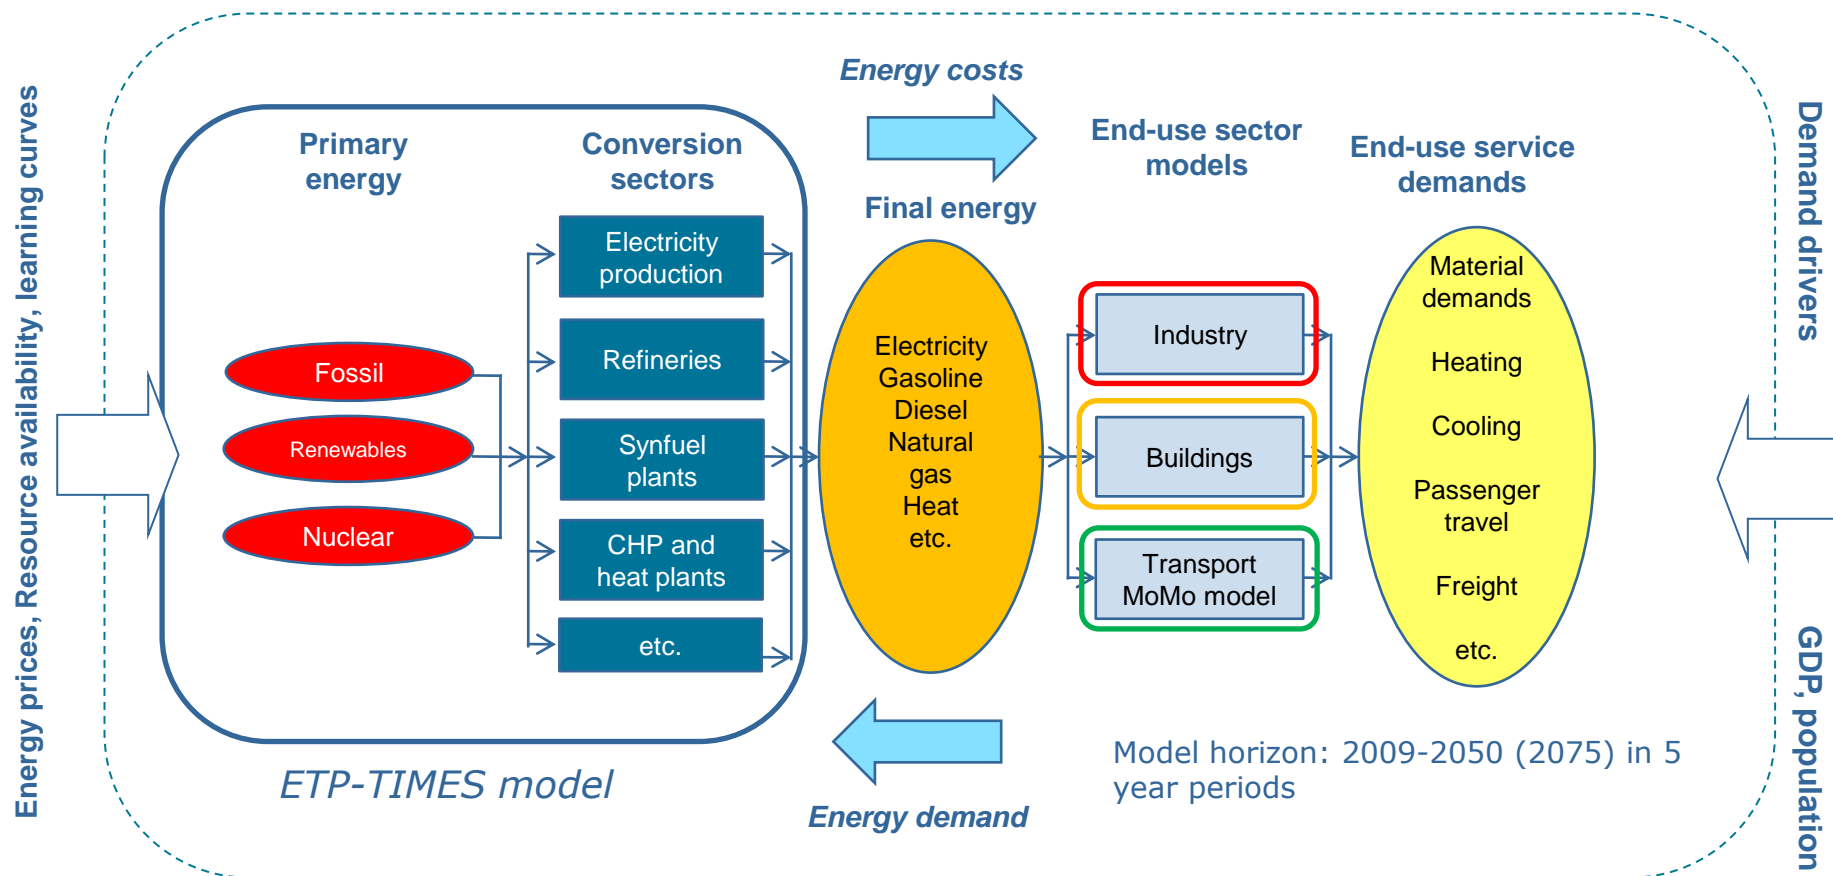 Energy prices, Resource availability, learning curves
Primary
energy
Conversion
sectors
Fossil
Renewables
Nuclear
Electricity
production
Refineries
Synfuel
plants
CHP and
heat plants
etc.
ETP-TIMES model
Energy costs
Final energy
Electricity
Gasoline
Diesel
Natural
gas
Heat
etc.
Energy demand
End-use sector
models
Industry
Buildings
Transport
MoMo model
End-use service
demands
Material
demands
Heating
Cooling
Passenger
travel
Freight
etc.
Model horizon: 2009-2050 (2075) in 5
year periods
Demand drivers
GDP, population